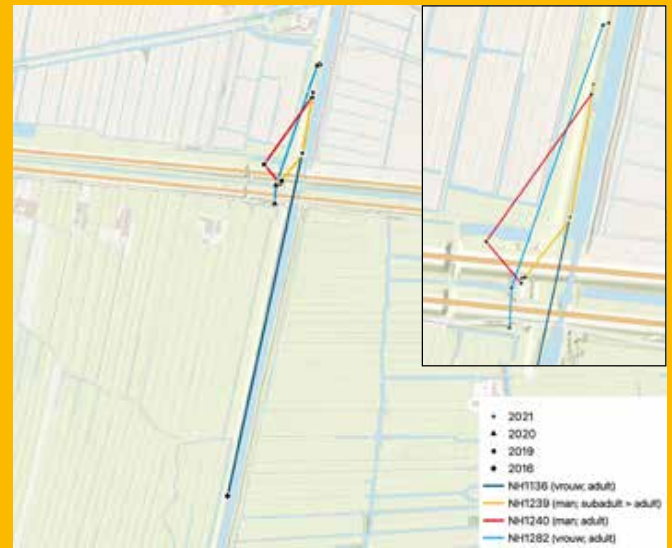 2021
2020
2019
2016
NH1136 (vrouw; adult)
NH1239 (man; subadult > adult)
NH1240 (man; adult)
NH1282 (vrouw; adult)